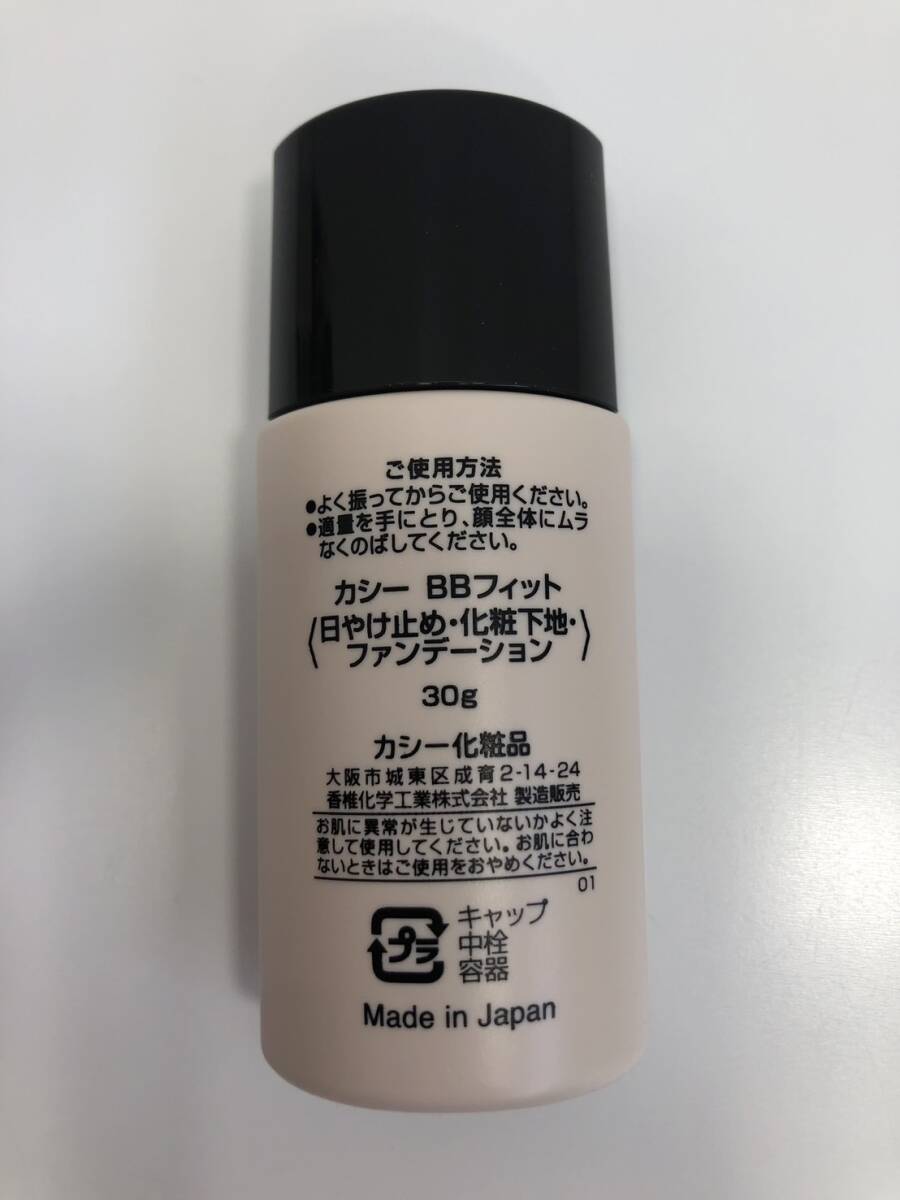 ご使用方法
●よく振ってからご使用ください。
●適量を手にとり、顔全体にムラ
なくのばしてください。
カシー BBフィット
〈日やけ止め・化粧下地・
ファンデーション〉
30g
カシー化粧品
大阪市城東区成育2-14-24
香椎化学工業株式会社 製造販売
お肌に異常が生じていないかよく注
意して使用してください。お肌に合わ
ないときはご使用をおやめください。
01
プラ
キャップ
中栓
容器
Made in Japan